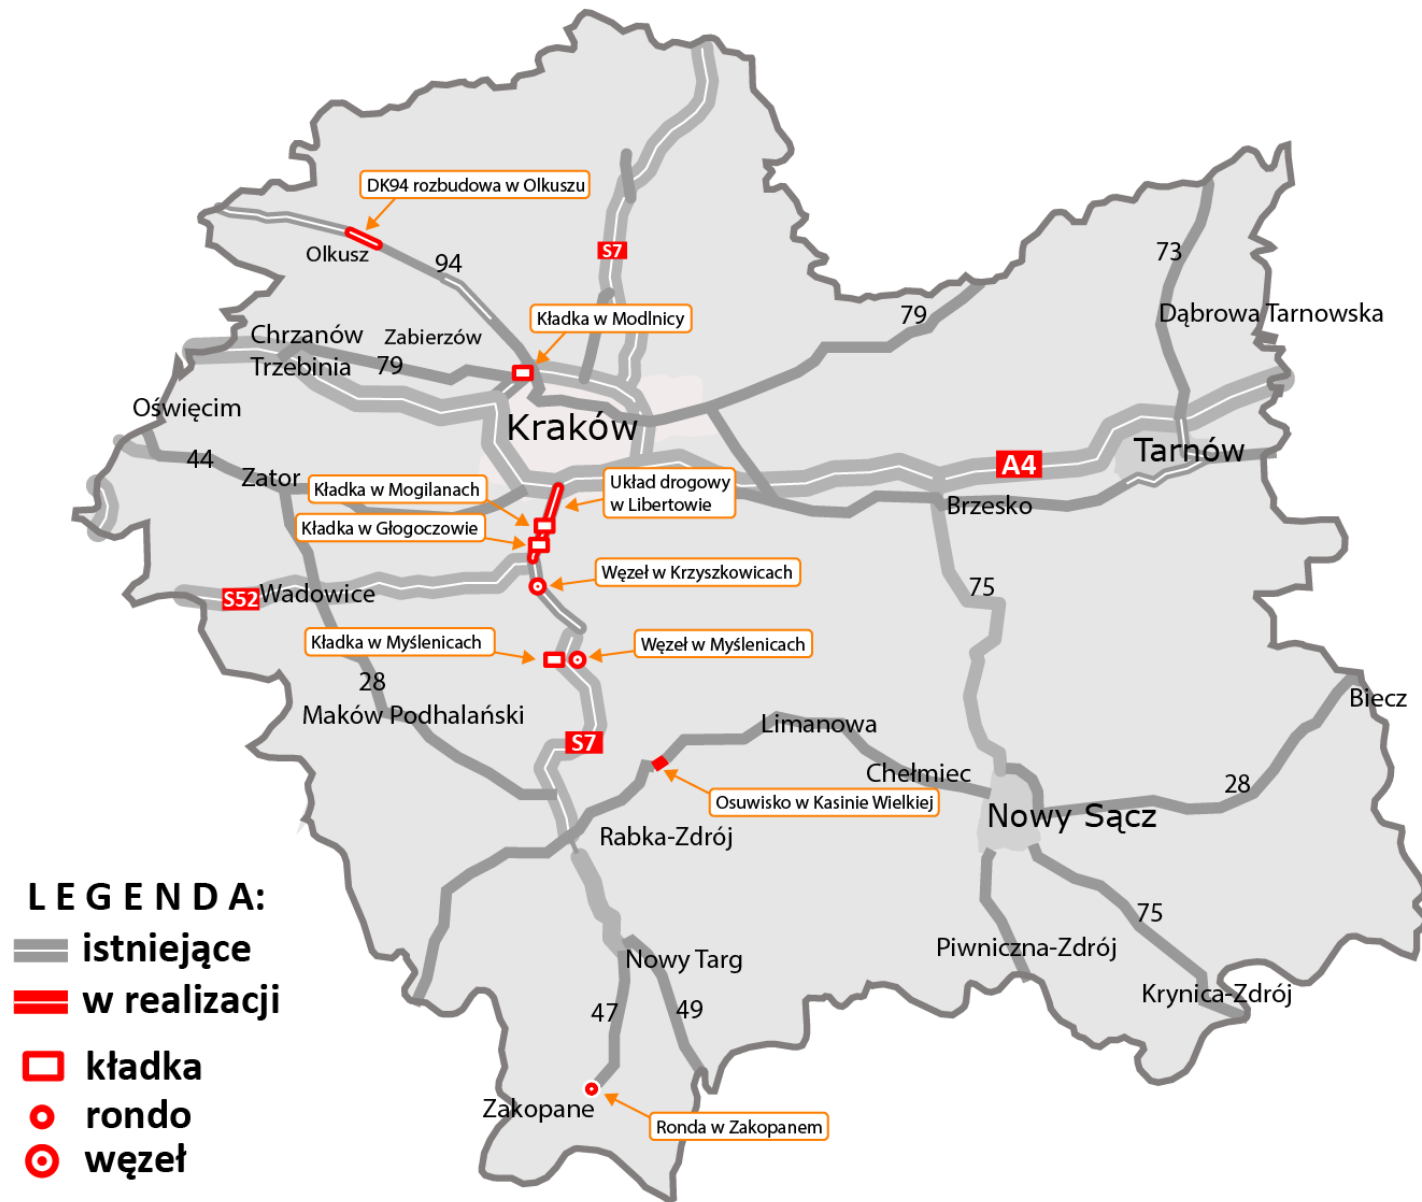 DK94 rozbudowa w Olkuszu
Olkusz
94
S7
73
79
Dąbrowa Tarnowska
Kładka w Modlnicy
Chrzanów
Zabierzów
Trzebinia
79
Oświęcim
Kraków
Tarnów
44
A4
Zator
Kładka w Mogilanach
Układ drogowy
w Libertowie
Brzesko
Kładka w Głogoczowie
Węzeł w Krzyszkowicach
75
S52
Wadowice
Kładka w Myślenicach
Węzeł w Myślenicach
28
Biecz
Maków Podhalański
Limanowa
S7
Chełmiec
28
Osuwisko w Kasinie Wielkiej
Nowy Sącz
Rabka-Zdrój
LEGENDA:
75
istniejące
Piwniczna-Zdrój
Nowy Targ
w realizacji
Krynica-Zdrój
47
49
kładka
rondo
Zakopane
Ronda w Zakopanem
węzeł